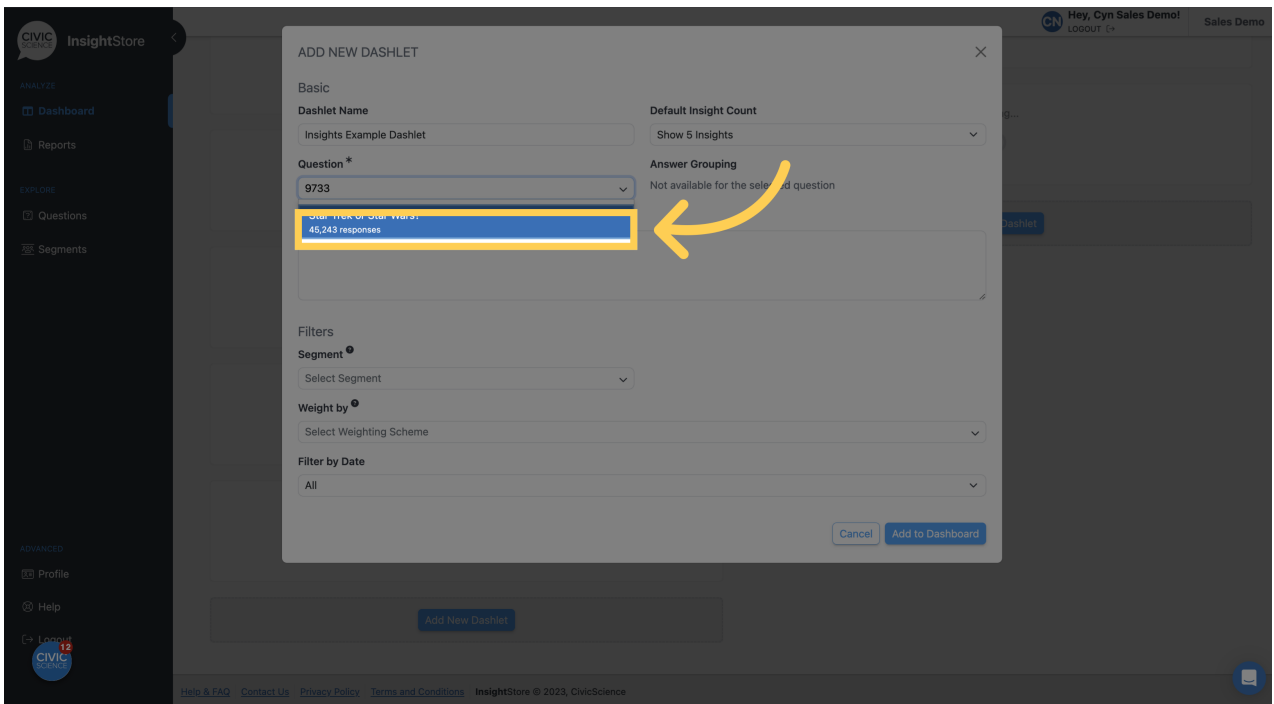 CIVIC
SCIENCE
InsightStore
Hey, Cyn Sales Demo!
CN
LOGOUT
Sales Demo
ANALYZE
Dashboard
Reports
EXPLORE
Questions
Segments
ADVANCED
Profile
Help
Logout
12
CIVIC
SCIENCE
ADD NEW DASHLET
Basic
Dashlet Name
Default Insight Count
Insights Example Dashlet
Show 5 Insights
Question *
Answer Grouping
9733
Not available for the selected question
Star Trek or Star Wars?
45,243 responses
Dashlet
Filters
Segment
Select Segment
Weight by
Select Weighting Scheme
Filter by Date
All
Cancel
Add to Dashboard
Add New Dashlet
Help & FAQ Contact Us Privacy Policy Terms and Conditions InsightStore © 2023, CivicScience